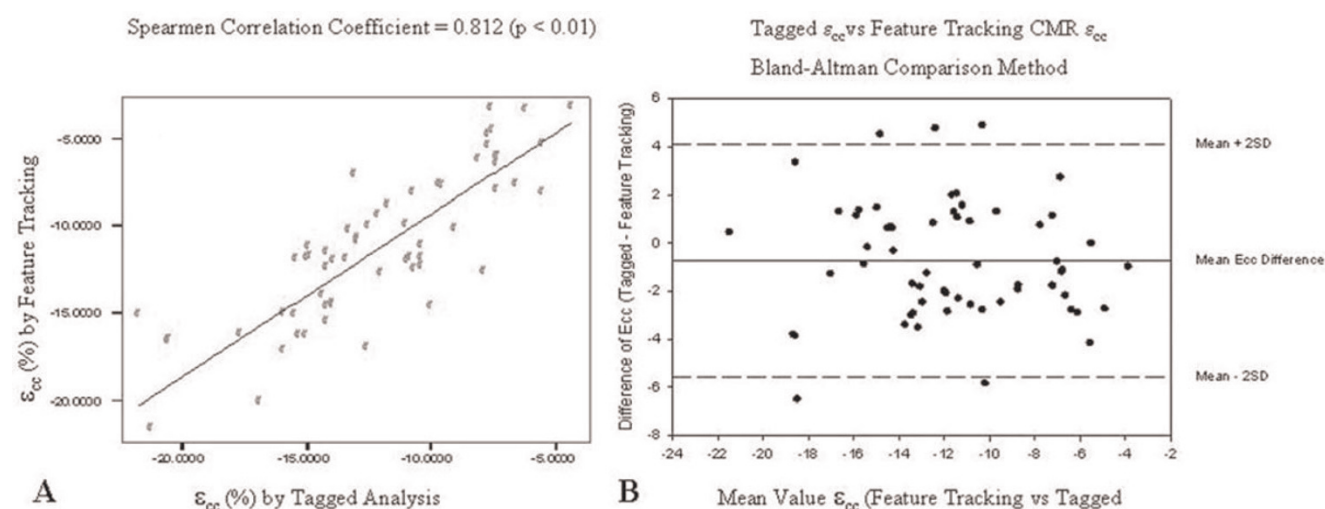 Spearmen Correlation Coefficient = 0.812 (p < 0.01)
-5.0000
-10.0000
-15.0000
-20.0000
εcc (%) by Feature Tracking
-20.0000 -15.0000 -10.0000 -5.0000
A
εcc (%) by Tagged Analysis
Tagged εcc vs Feature Tracking CMR εcc
Bland-Altman Comparison Method
6
4
2
0
-2
-4
-6
-8
Difference of Ecc (Tagged - Feature Tracking)
Mean + 2SD
Mean Ecc Difference
Mean - 2SD
-24 -22 -20 -18 -16 -14 -12 -10 -8 -6 -4 -2
B
Mean Value εcc (Feature Tracking vs Tagged